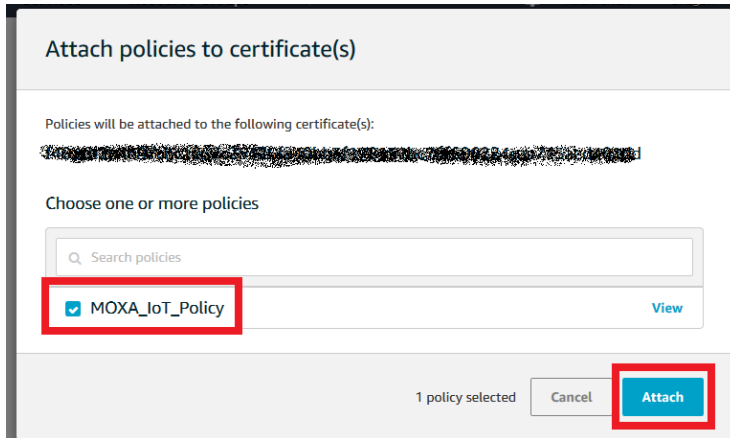 Attach policies to certificate(s)
Policies will be attached to the following certificate(s):
Choose one or more policies
Search policies
MOXA_IoT_Policy
View
1 policy selected
Cancel
Attach